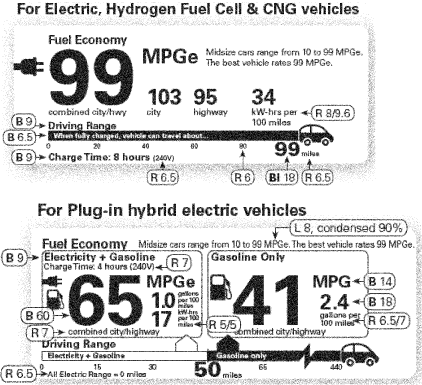 For Electric, Hydrogen Fuel Cell & CNG vehicles
Fuel Economy
99 MPGe
Midsize cars range from 10 to 99 MPGe.
The best vehicle rates 99 MPGe.
103 95 34
combined city/hwy city highway kW-hrs per 100 miles
R 8/9.6
B 9 Driving Range
B 6.5 When fully charged, vehicle can travel about...
0 20 40 60 80 99 miles
B 9 Charge Time: 8 hours (240V)
R 6.5 R 6 BI 18 R 6.5
For Plug-in hybrid electric vehicles
L 8, condensed 90%
Fuel Economy Midsize cars range from 10 to 99 MPGe. The best vehicle rates 99 MPGe.
B 9 Electricity + Gasoline Gasoline Only
Charge Time: 4 hours (240V) R 7
65 MPGe 41 MPG B 14
1.0 gallons per 100 miles 2.4 B 18
B 60 17 kW-hrs per 100 miles R 5/5 gallons per 100 miles R 6.5/7
R 7 combined city/highway combined city/highway
Driving Range
Electricity + Gasoline Gasoline only
15 30 50 miles 65 440
R 6.5 All Electric Range = 0 miles